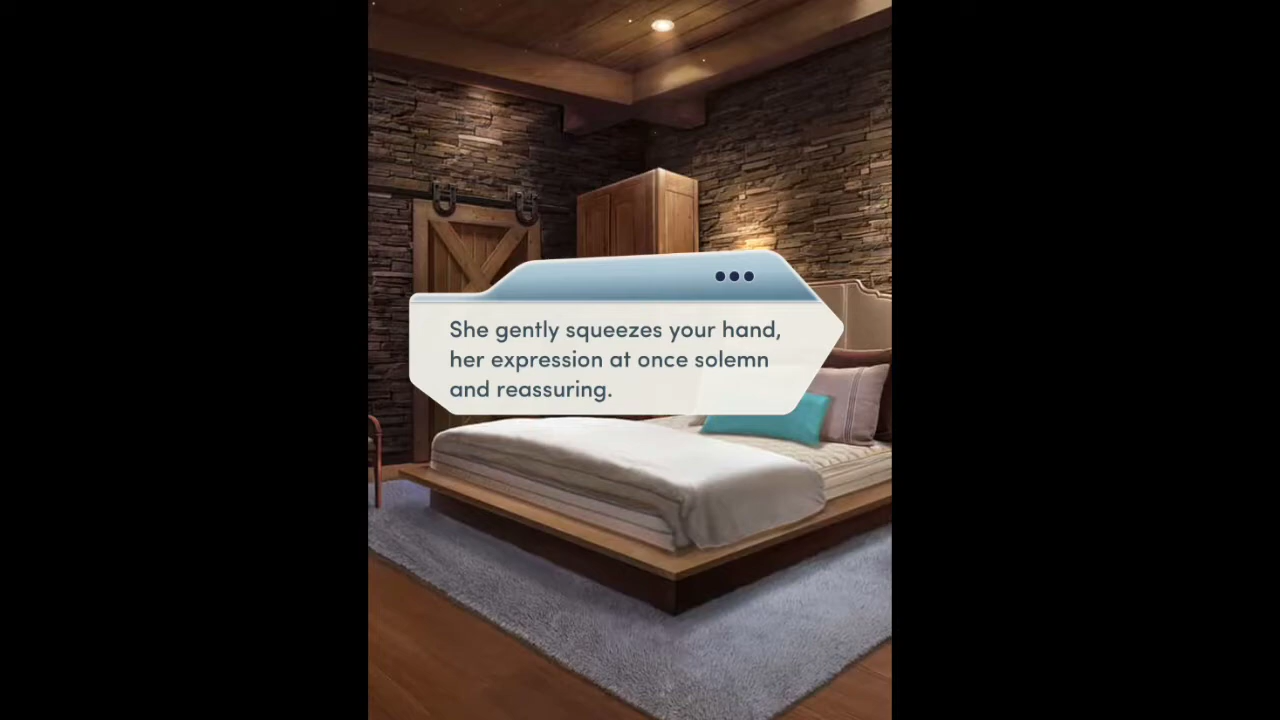 She gently squeezes your hand,
her expression at once solemn
and reassuring.